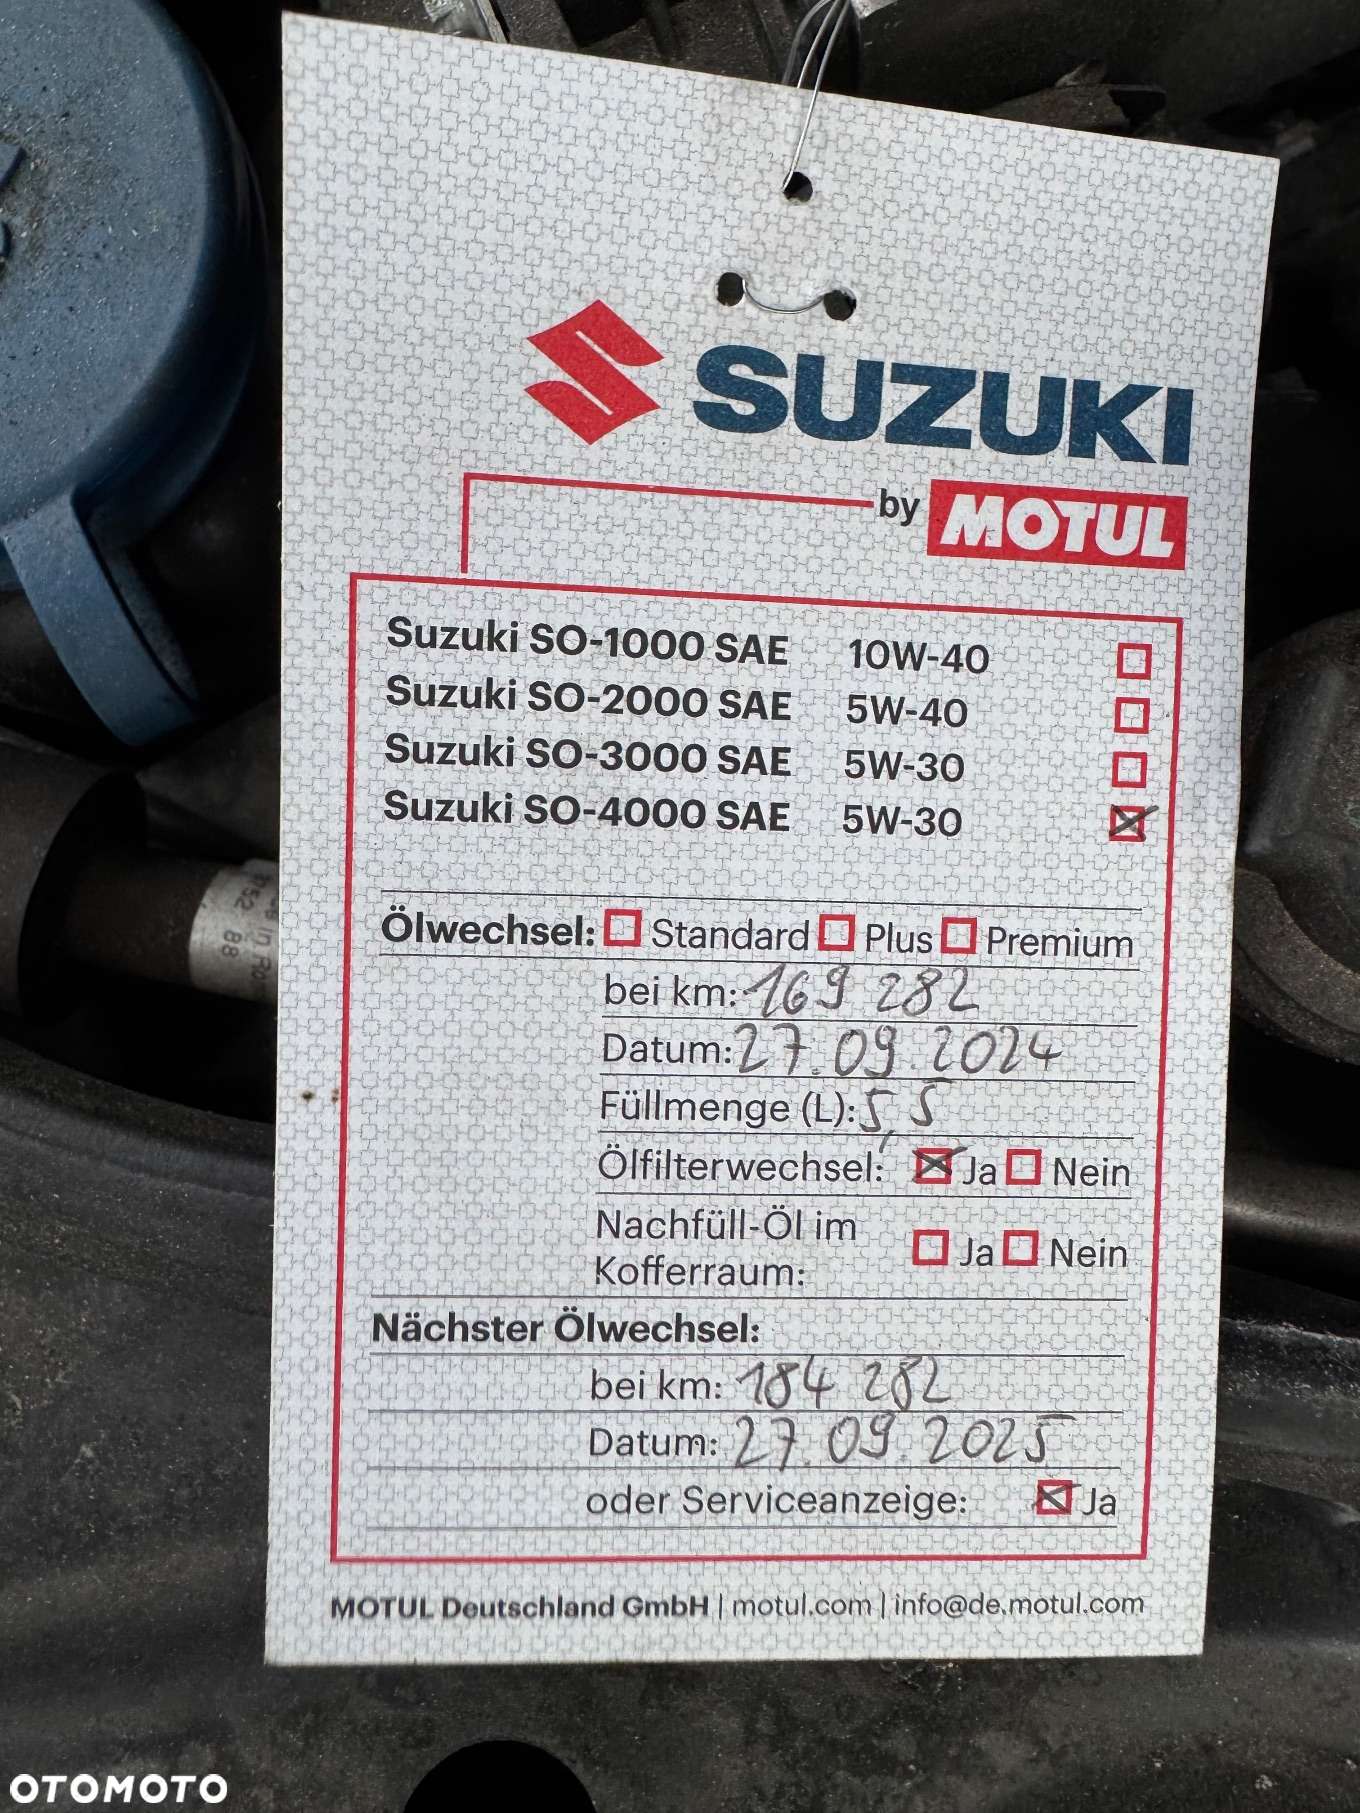 SUZUKI
by MOTUL
Suzuki SO-1000 SAE 10W-40
Suzuki SO-2000 SAE 5W-40
Suzuki SO-3000 SAE 5W-30
Suzuki SO-4000 SAE 5W-30
Ölwechsel: Standard Plus Premium
bei km: 169 282
Datum: 27.09.2024
Füllmenge (L): 5,5
Ölfilterwechsel: Ja Nein
Nachfüll-Öl im
Kofferraum: Ja Nein
Nächster Ölwechsel:
bei km: 184 282
Datum: 27.09.2025
oder Serviceanzeige: Ja
MOTUL Deutschland GmbH | motul.com | info@de.motul.com
OTOMOTO